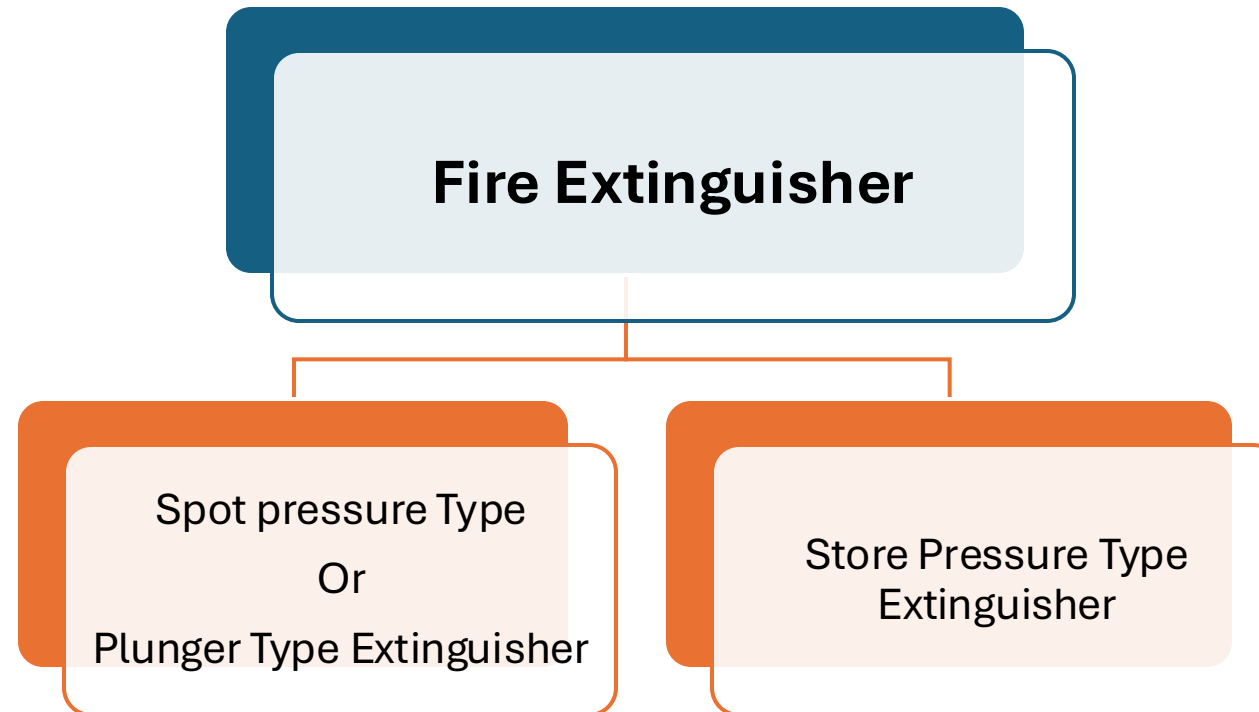 Fire Extinguisher
Spot pressure Type
Or
Plunger Type Extinguisher
Store Pressure Type
Extinguisher